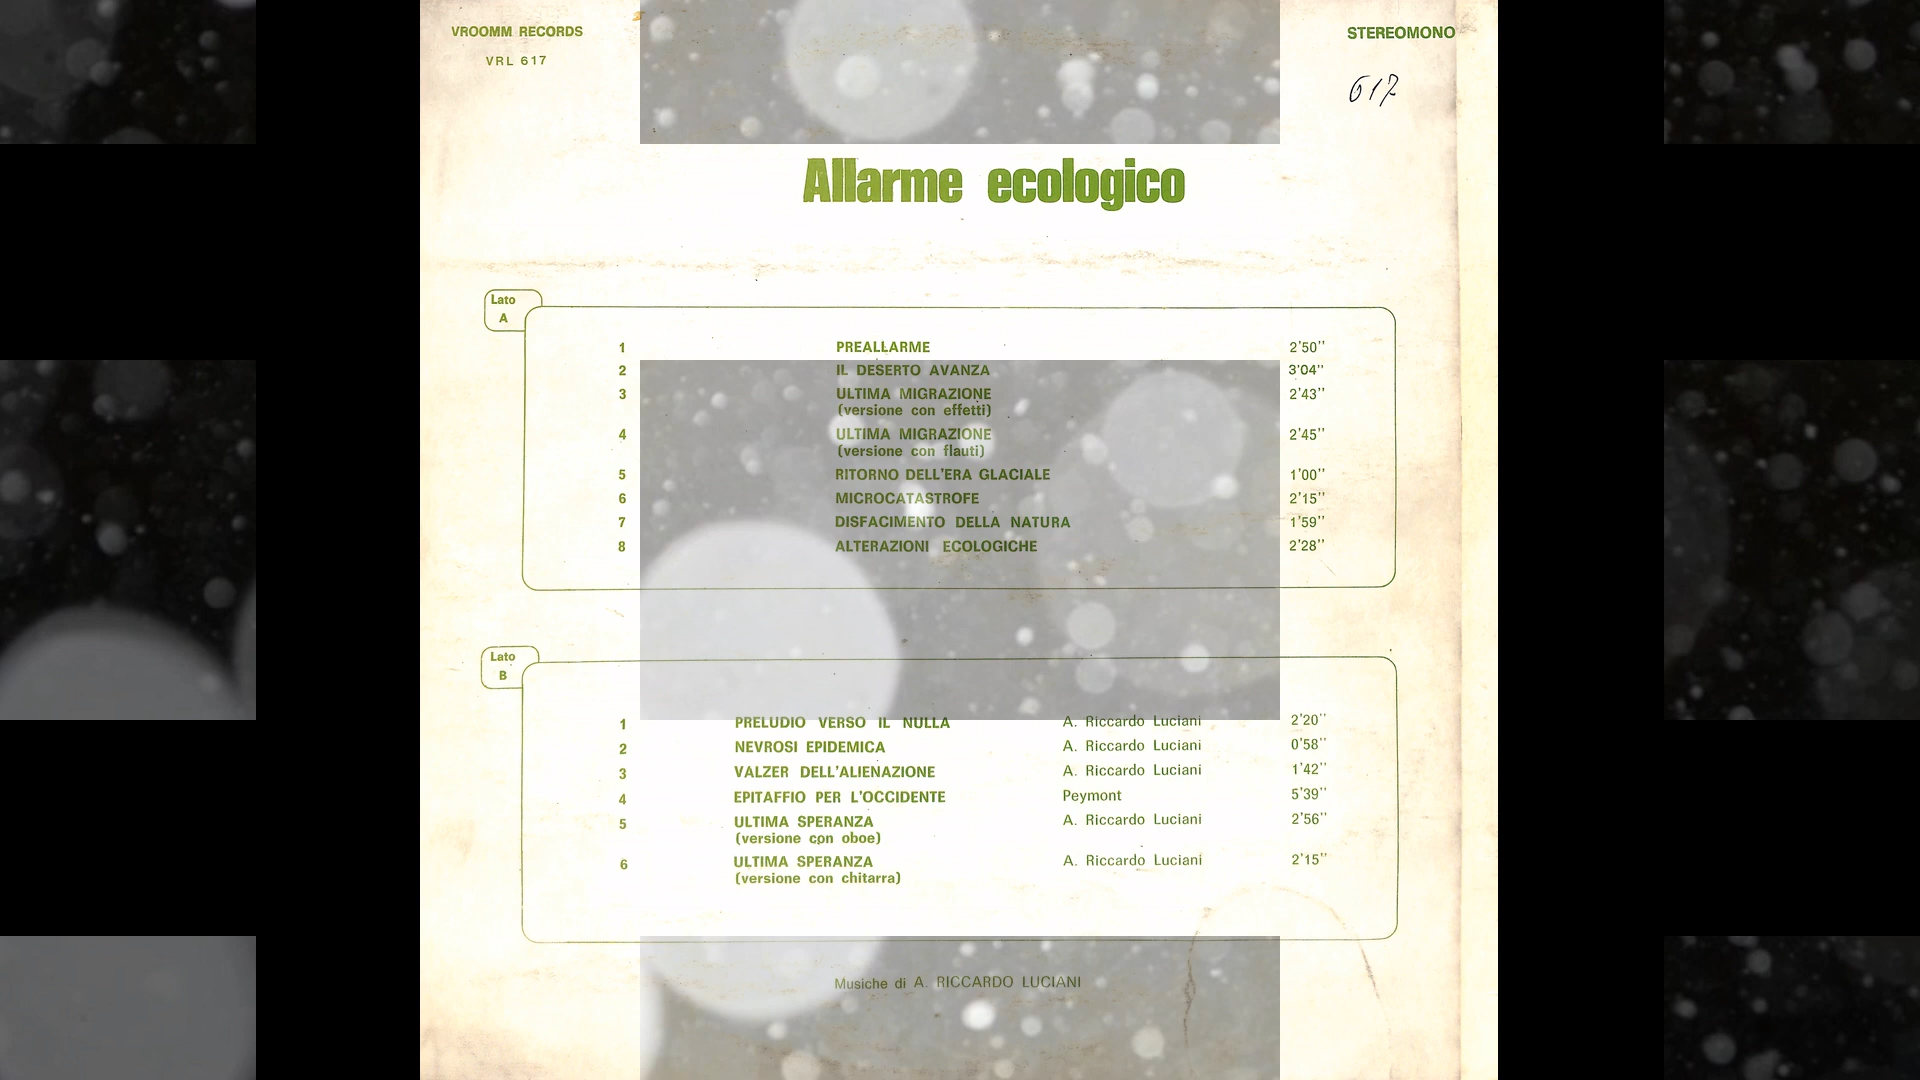 VROOMM RECORDS
STEREOMONO
VRL 617
617
Allarme ecologico
Lato
A
1 PREALLARME 2'50''
2 IL DESERTO AVANZA 3'04''
3 ULTIMA MIGRAZIONE 2'43''
(versione con effetti)
4 ULTIMA MIGRAZIONE 2'45''
(versione con flauti)
5 RITORNO DELL'ERA GLACIALE 1'00''
6 MICROCATASTROFE 2'15''
7 DISFACIMENTO DELLA NATURA 1'59''
8 ALTERAZIONI ECOLOGICHE 2'28''
Lato
B
1 PRELUDIO VERSO IL NULLA A. Riccardo Luciani 2'20''
2 NEVROSI EPIDEMICA A. Riccardo Luciani 0'58''
3 VALZER DELL'ALIENAZIONE A. Riccardo Luciani 1'42''
4 EPITAFFIO PER L'OCCIDENTE Peymont 5'39''
5 ULTIMA SPERANZA A. Riccardo Luciani 2'56''
(versione con oboe)
6 ULTIMA SPERANZA A. Riccardo Luciani 2'15''
(versione con chitarra)
Musiche di A. RICCARDO LUCIANI